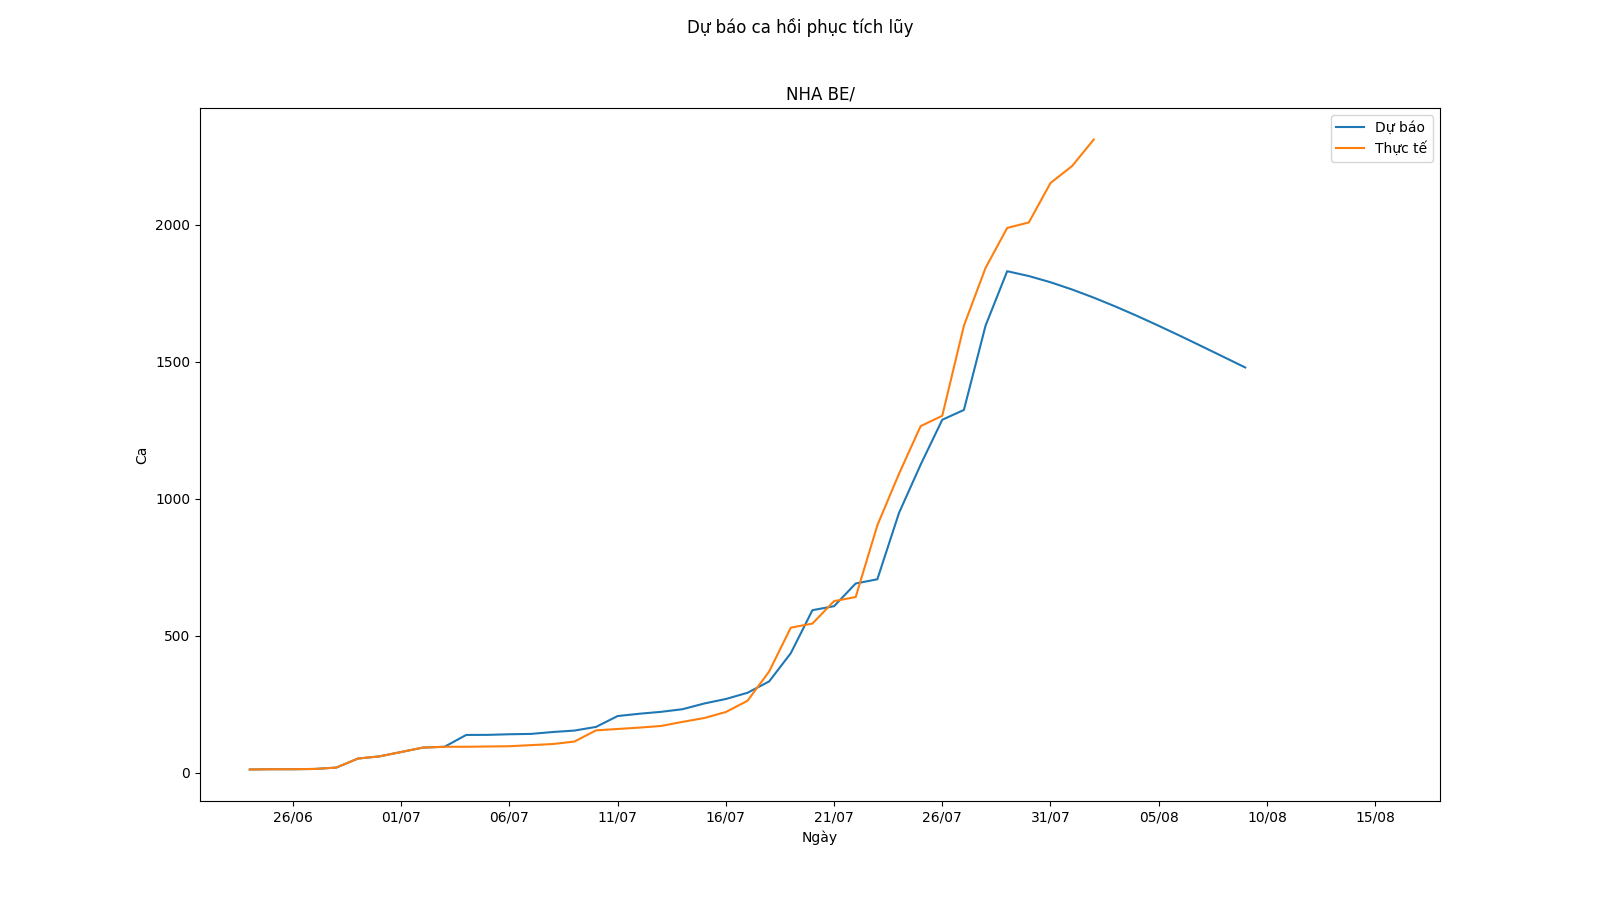 Dự báo ca hồi phục tích lũy
NHA BE/
Dự báo
Thực tế
Ca
2000
1500
1000
500
0
26/06 01/07 06/07 11/07 16/07 21/07 26/07 31/07 05/08 10/08 15/08
Ngày